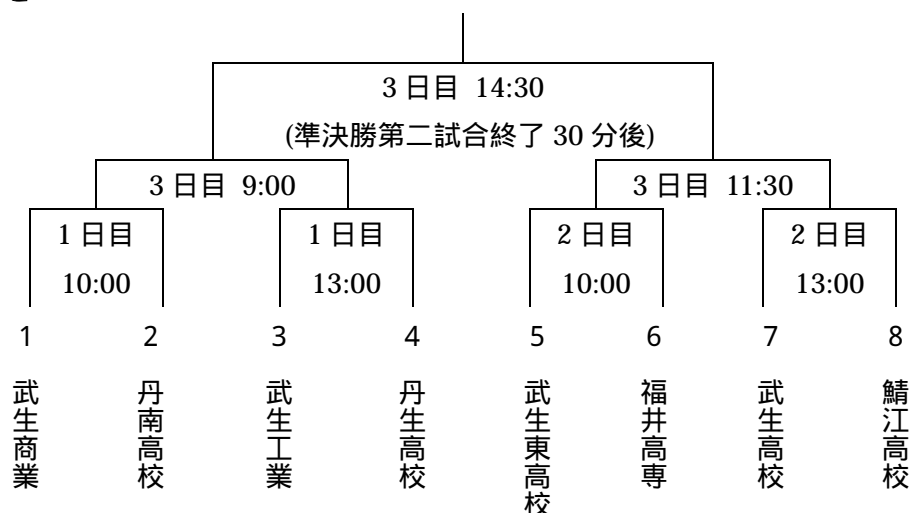 3日目 14:30
(準決勝第二試合終了 30 分後)
3日目 9:00
3日目 11:30
1日目
10:00
1日目
13:00
2日目
10:00
2日目
13:00
1
2
3
4
5
6
7
8
武生商業
丹南高校
武生工業
丹生高校
武生東高校
福井高専
武生高校
鯖江高校